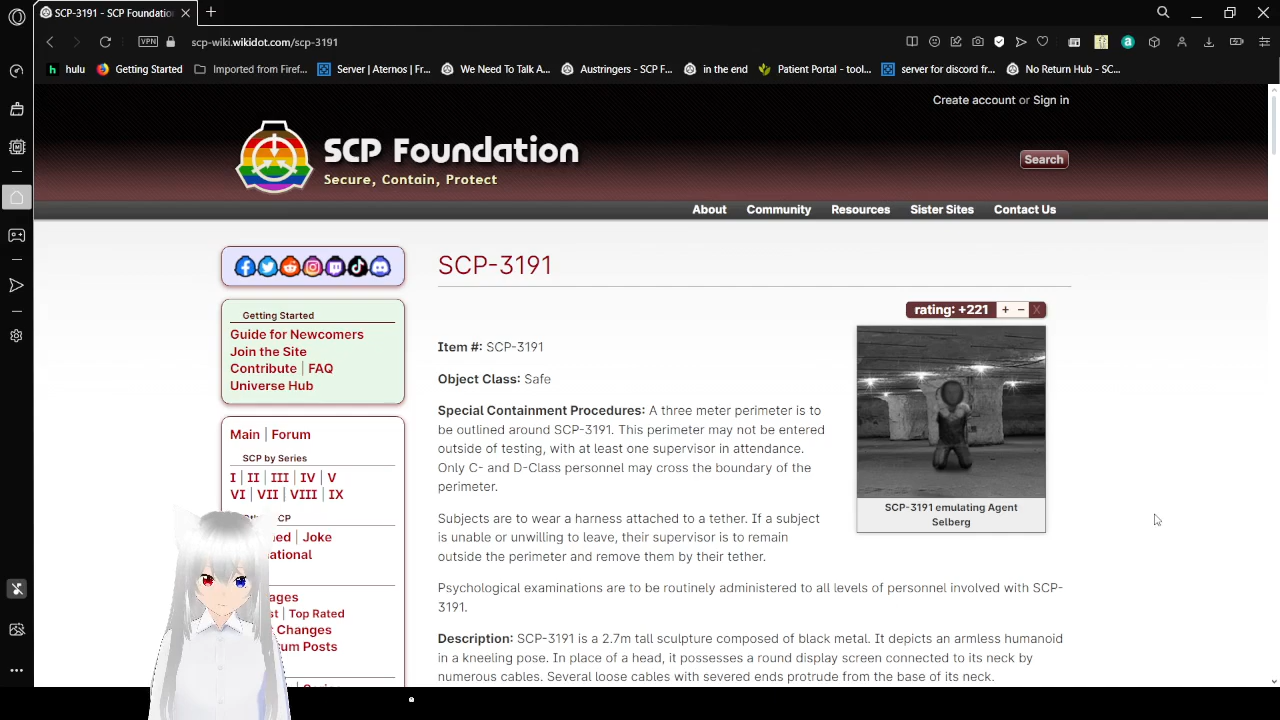 SCP-3191 - SCP Foundatio
VPN scp-wiki.wikidot.com/scp-3191
hulu Getting Started Imported from Firef... Server | Aternos | Fr... We Need To Talk A... Austringers - SCP F... in the end Patient Portal - tool... server for discord fr... No Return Hub - SC...
Create account or Sign in
SCP Foundation
Secure, Contain, Protect
Search
About Community Resources Sister Sites Contact Us
Getting Started
Guide for Newcomers
Join the Site
Contribute | FAQ
Universe Hub
Main | Forum
SCP by Series
I | II | III | IV | V
VI | VII | VIII | IX
CP
ned | Joke
ational
ages
st | Top Rated
Changes
um Posts
SCP-3191
rating: +221 + − X
Item #: SCP-3191
Object Class: Safe
Special Containment Procedures: A three meter perimeter is to
be outlined around SCP-3191. This perimeter may not be entered
outside of testing, with at least one supervisor in attendance.
Only C- and D-Class personnel may cross the boundary of the
perimeter.
SCP-3191 emulating Agent
Selberg
Subjects are to wear a harness attached to a tether. If a subject
is unable or unwilling to leave, their supervisor is to remain
outside the perimeter and remove them by their tether.
Psychological examinations are to be routinely administered to all levels of personnel involved with SCP-
3191.
Description: SCP-3191 is a 2.7m tall sculpture composed of black metal. It depicts an armless humanoid
in a kneeling pose. In place of a head, it possesses a round display screen connected to its neck by
numerous cables. Several loose cables with severed ends protrude from the base of its neck.